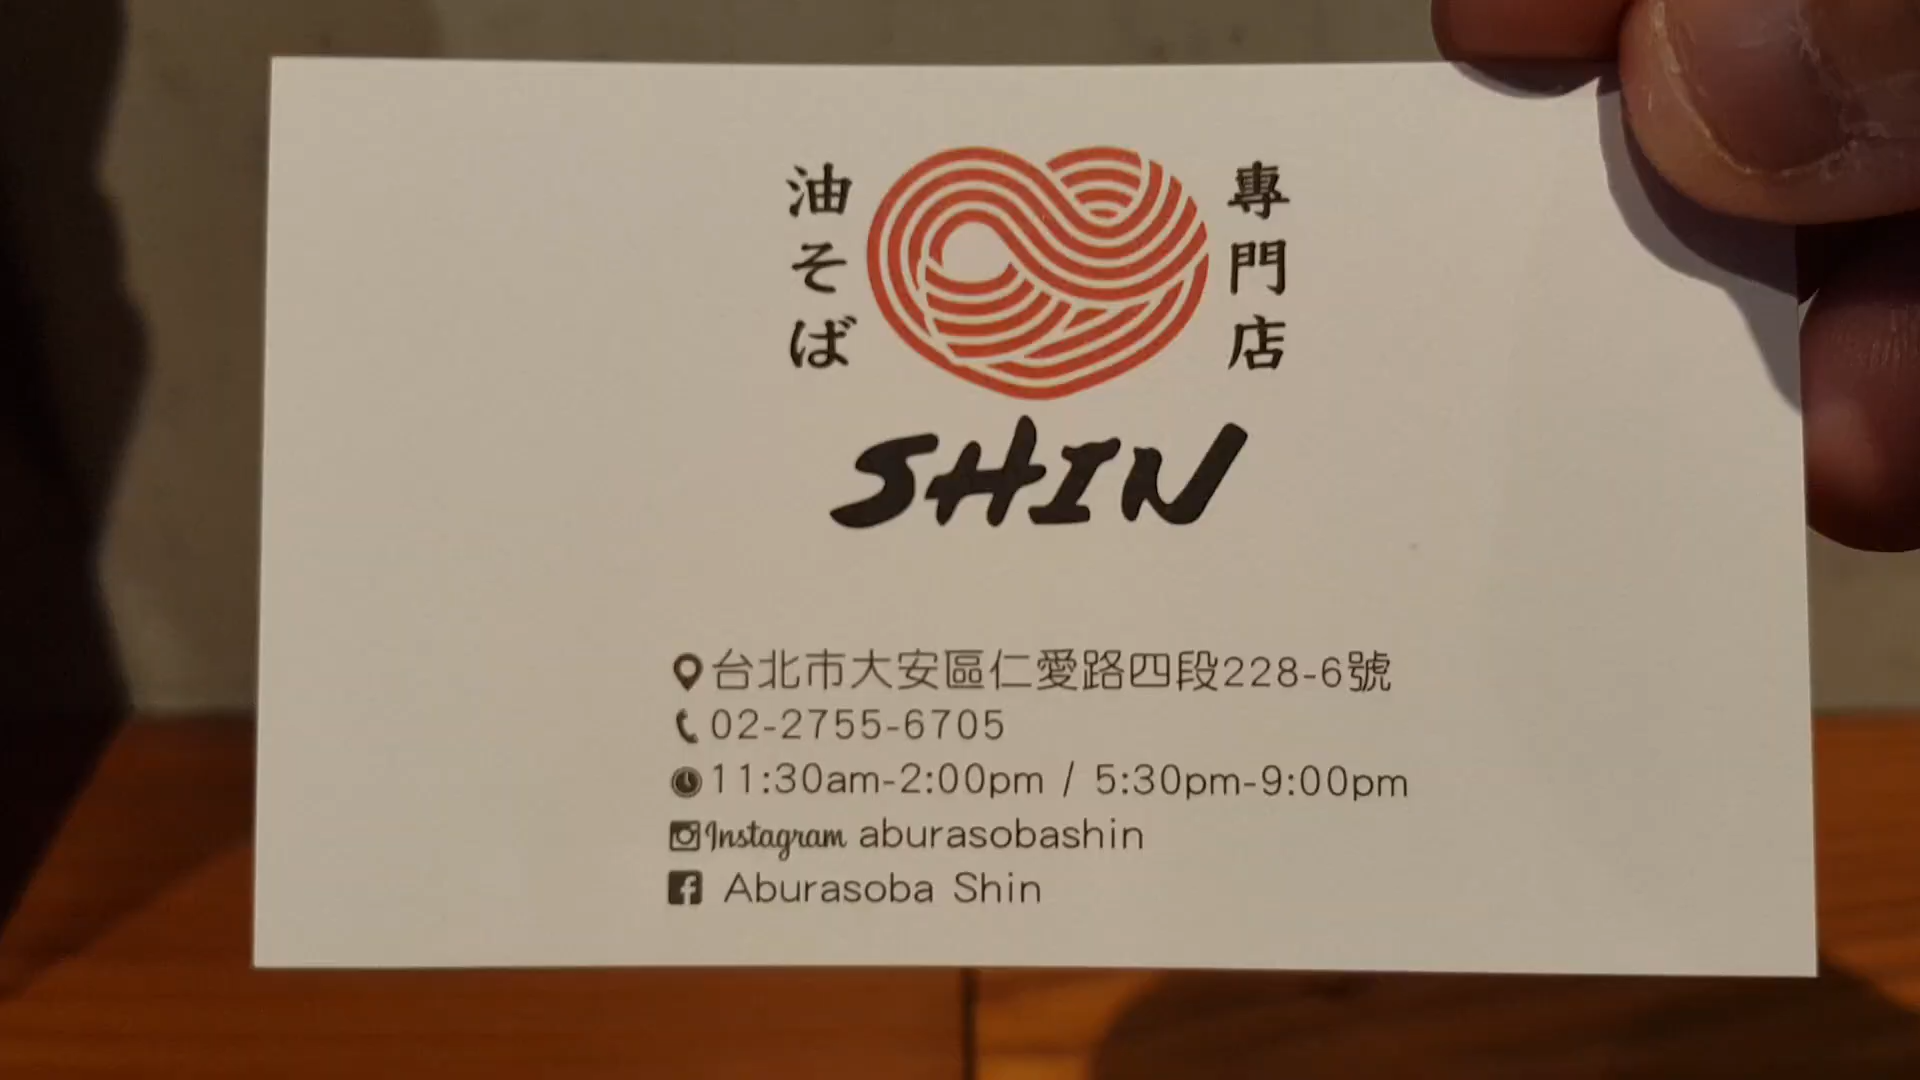 油そば
專門店
SHIN
台北市大安區仁愛路四段228-6號
02-2755-6705
11:30am-2:00pm / 5:30pm-9:00pm
Instagram aburasobashin
Aburasoba Shin